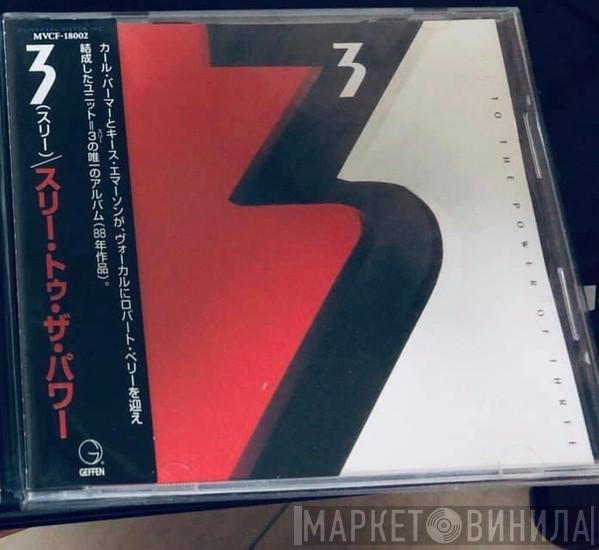 MVCF-18002
3
(スリー)/スリー・トゥ・ザ・パワー
カール・パーマーとキース・エマーソンが、ヴォーカルにロバート・ベリーを迎え
結成したユニット=3の唯一のアルバム(88年作品)。
スリー
G
GEFFEN
3
TO THE POWER OF THREE
МАРКЕТ ВИНИЛА